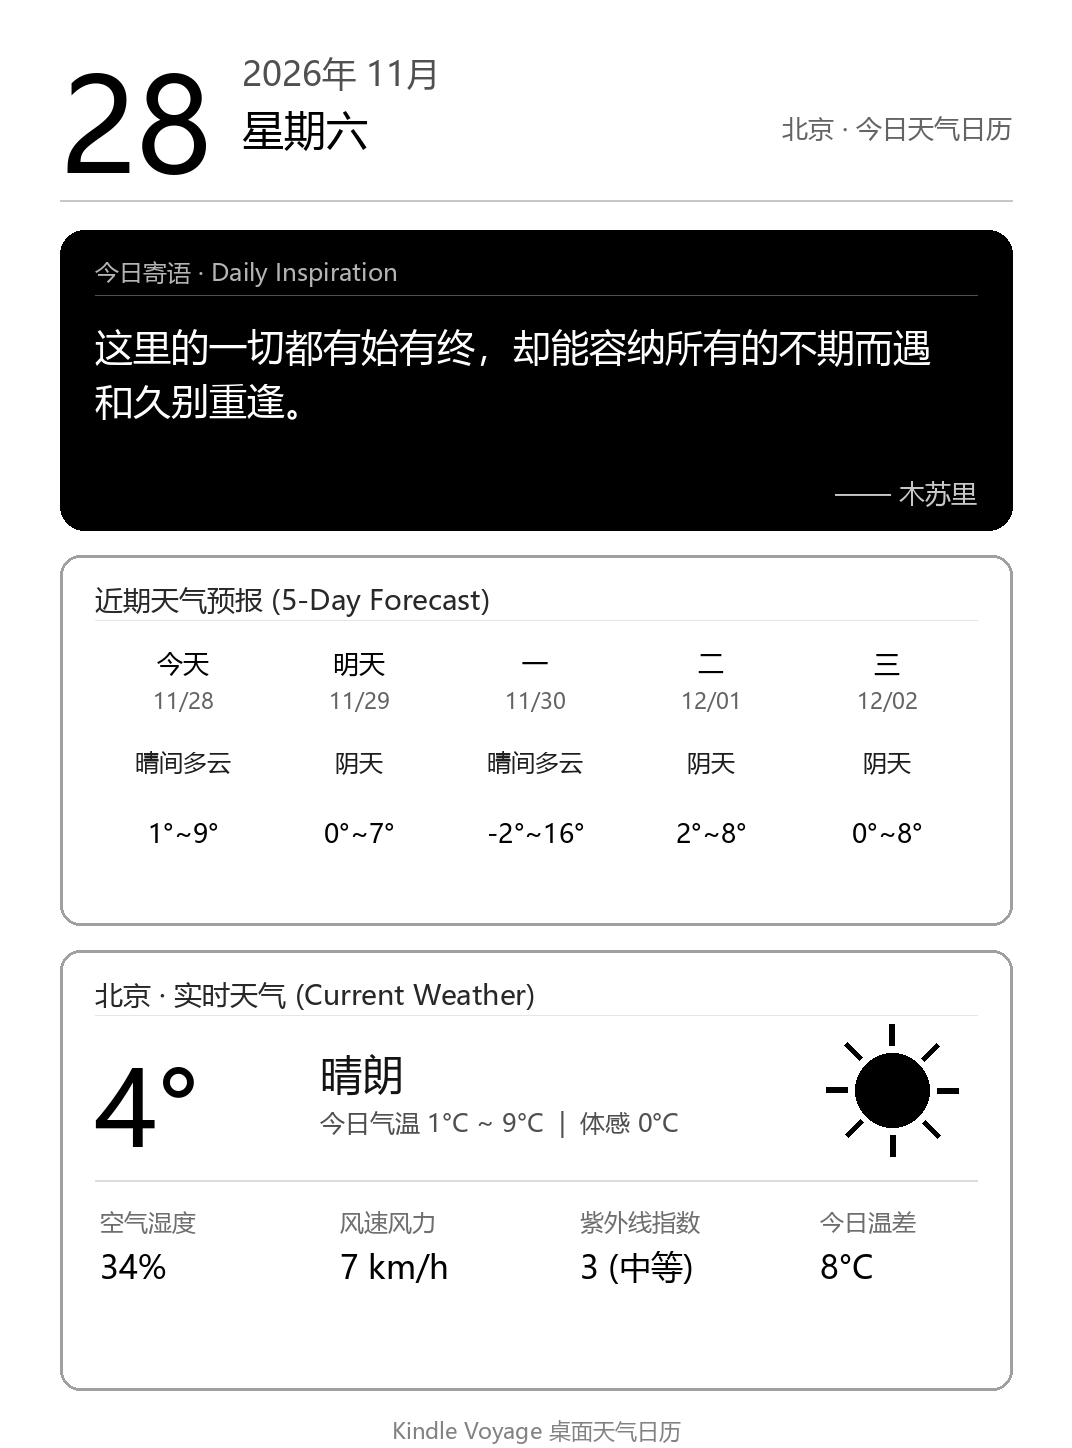 28
2026年 11月
星期六
北京 · 今日天气日历
今日寄语 · Daily Inspiration
这里的一切都有始有终，却能容纳所有的不期而遇
和久别重逢。
—— 木苏里
近期天气预报 (5-Day Forecast)
今天 明天 一 二 三
11/28 11/29 11/30 12/01 12/02
晴间多云 阴天 晴间多云 阴天 阴天
1°~9° 0°~7° -2°~16° 2°~8° 0°~8°
北京 · 实时天气 (Current Weather)
4°
晴朗
今日气温 1°C ~ 9°C | 体感 0°C
空气湿度 风速风力 紫外线指数 今日温差
34% 7 km/h 3 (中等) 8°C
Kindle Voyage 桌面天气日历